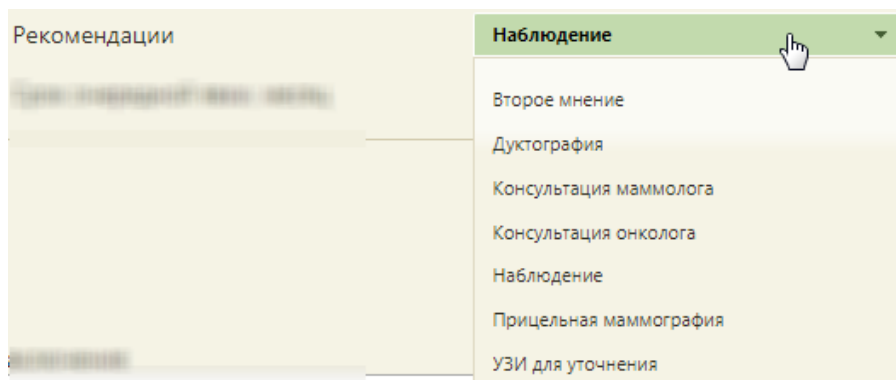 Рекомендации
Наблюдение
Второе мнение
Дуктография
Консультация маммолога
Консультация онколога
Наблюдение
Прицельная маммография
УЗИ для уточнения